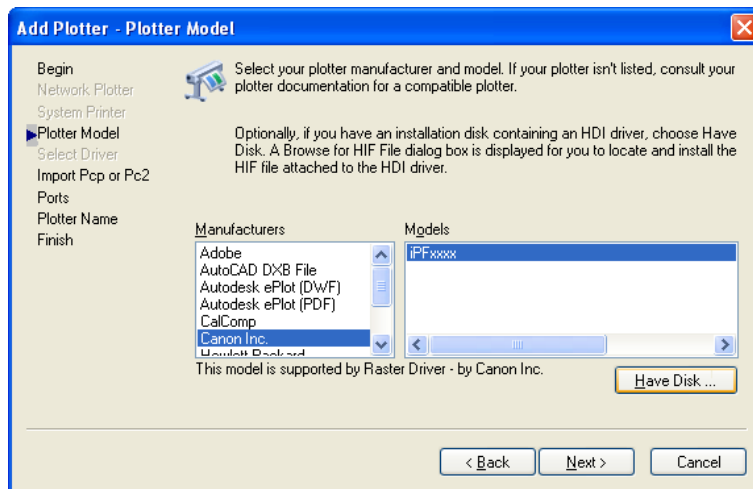 Add Plotter - Plotter Model
Begin
Network Plotter
System Printer
Plotter Model
Select Driver
Import Pcp or Pc2
Ports
Plotter Name
Finish
Select your plotter manufacturer and model. If your plotter isn't listed, consult your
plotter documentation for a compatible plotter.
Optionally, if you have an installation disk containing an HDI driver, choose Have
Disk. A Browse for HIF File dialog box is displayed for you to locate and install the
HIF file attached to the HDI driver.
Manufacturers
Adobe
AutoCAD DXB File
Autodesk ePlot (DWF)
Autodesk ePlot (PDF)
CalComp
Canon Inc.
Hewlett Packard
Models
iPFxxxx
This model is supported by Raster Driver - by Canon Inc.
Have Disk ...
< Back
Next >
Cancel